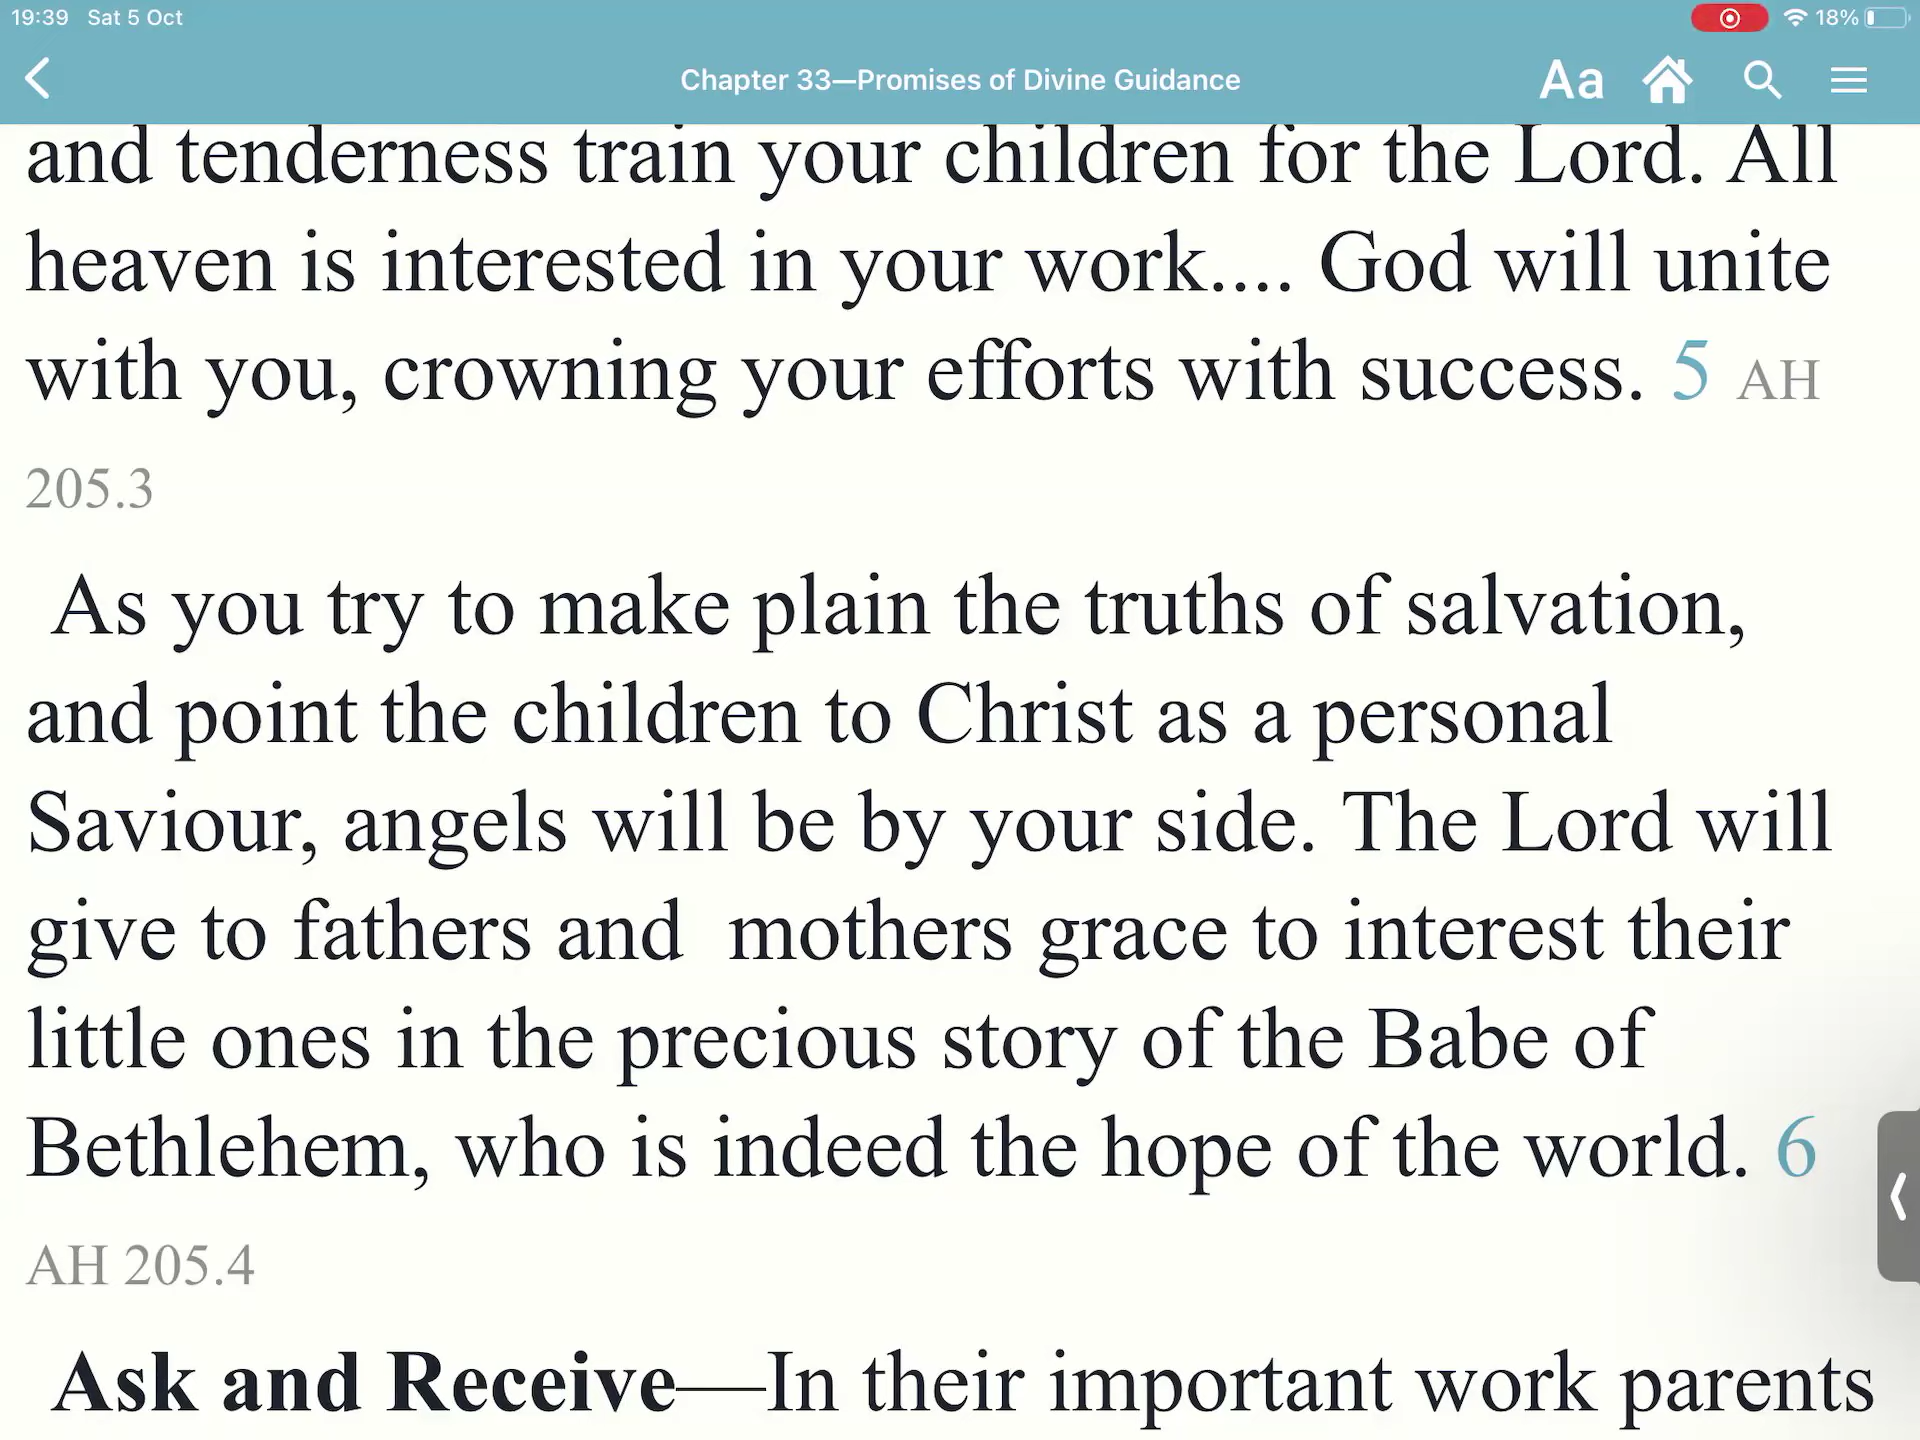 19:39 Sat 5 Oct
18%
Chapter 33—Promises of Divine Guidance
Aa
and tenderness train your children for the Lord. All
heaven is interested in your work.... God will unite
with you, crowning your efforts with success. 5 AH
205.3
As you try to make plain the truths of salvation,
and point the children to Christ as a personal
Saviour, angels will be by your side. The Lord will
give to fathers and mothers grace to interest their
little ones in the precious story of the Babe of
Bethlehem, who is indeed the hope of the world. 6
AH 205.4
Ask and Receive—In their important work parents